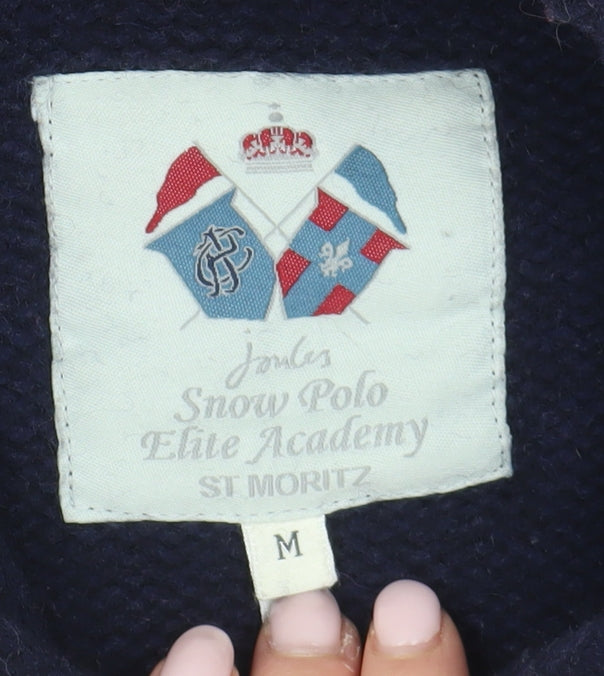 Joules
Snow Polo
Elite Academy
ST MORITZ
M